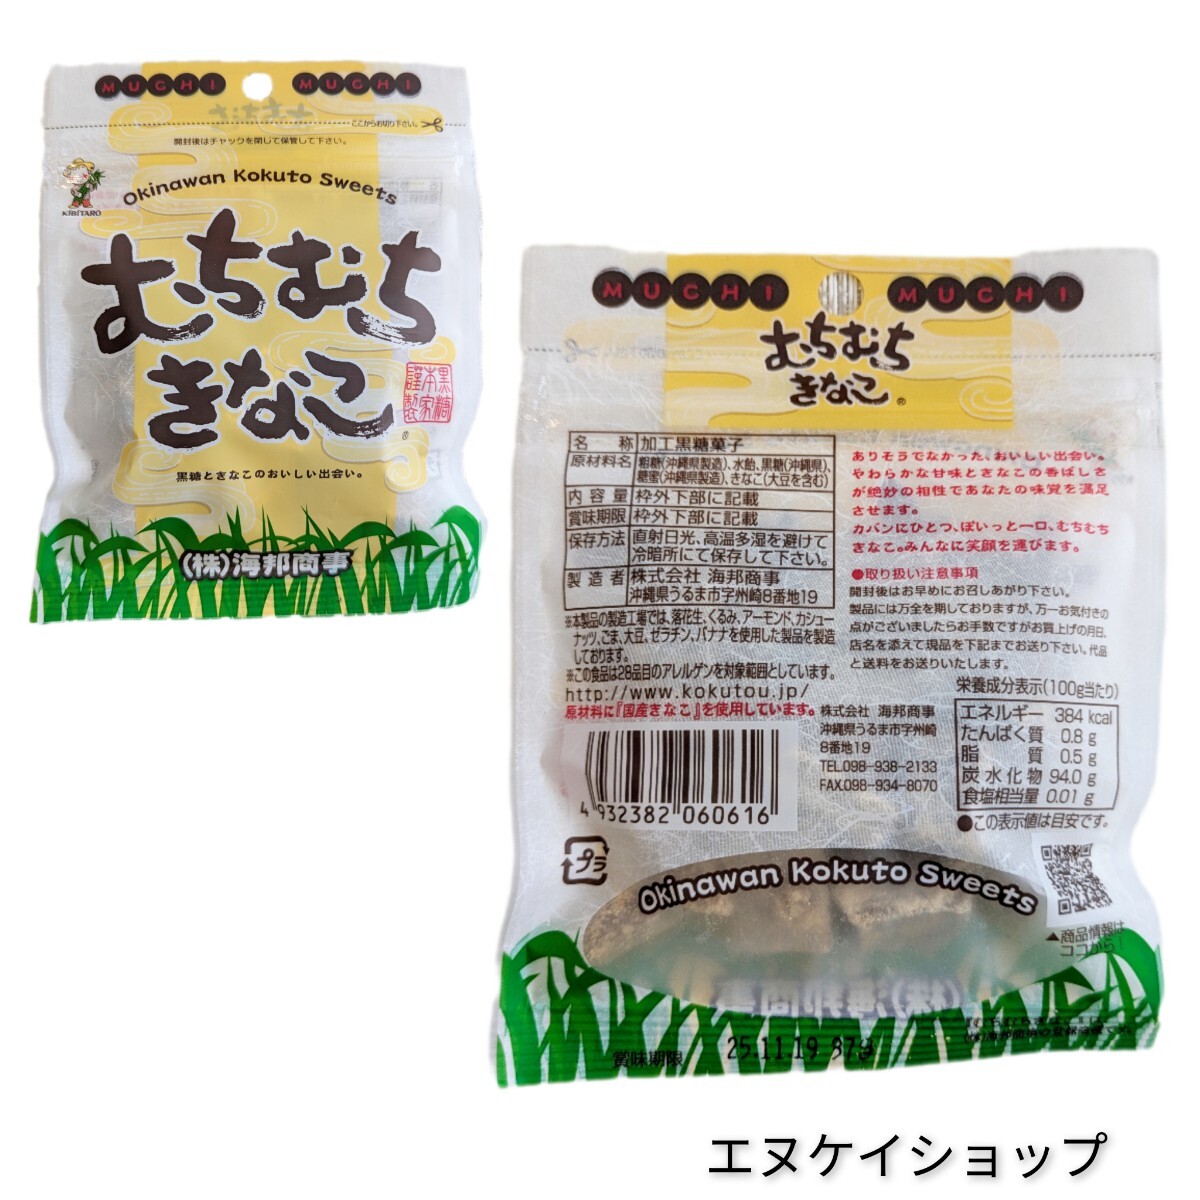 MUCHI MUCHI
ここからお切り下さい。
開封後はチャックを閉じて保管して下さい。
KIBITARO
Okinawan Kokuto Sweets
むちむち
きなこ®
黒糖
本家
謹製
黒糖ときなこのおいしい出会い。
(株)海邦商事
MUCHI MUCHI
むちむち
きなこ®
名 称 加工黒糖菓子
原材料名 粗糖(沖縄県製造)、水飴、黒糖(沖縄県)、
糖蜜(沖縄県製造)、きなこ(大豆を含む)
内容量 枠外下部に記載
賞味期限 枠外下部に記載
保存方法 直射日光、高温多湿を避けて
冷暗所にて保存して下さい。
製造者 株式会社 海邦商事
沖縄県うるま市字州崎8番地19
※本製品の製造工場では、落花生、くるみ、アーモンド、カシュー
ナッツ、ごま、大豆、ゼラチン、バナナを使用した製品を製造
しております。
※この食品は28品目のアレルゲンを対象範囲としています。
http://www.kokutou.jp/
原材料に『国産きなこ』を使用しています。
ありそうでなかった、おいしい出会い。
やわらかな甘味ときなこの香ばしさ
が絶妙の相性であなたの味覚を満足
させます。
カバンにひとつ、ぽいっと一口、むちむち
きなこ。みんなに笑顔を運びます。
●取り扱い注意事項
開封後はお早めにお召しあがり下さい。
製品には万全を期しておりますが、万一お気付きの
点がございましたらお手数ですがお買上げの月日、
店名を添えて現品を下記までお送り下さい。代品
と送料をお送りいたします。
株式会社 海邦商事
沖縄県うるま市字州崎
8番地19
TEL.098-938-2133
FAX.098-934-8070
栄養成分表示(100g当たり)
エネルギー 384 kcal
たんぱく質 0.8 g
脂質 0.5 g
炭水化物 94.0 g
食塩相当量 0.01 g
●この表示値は目安です。
4 932382 060616
プラ
Okinawan Kokuto Sweets
▲商品情報は
ココから!
賞味期限 25.11.19 37g
エヌケイショップ